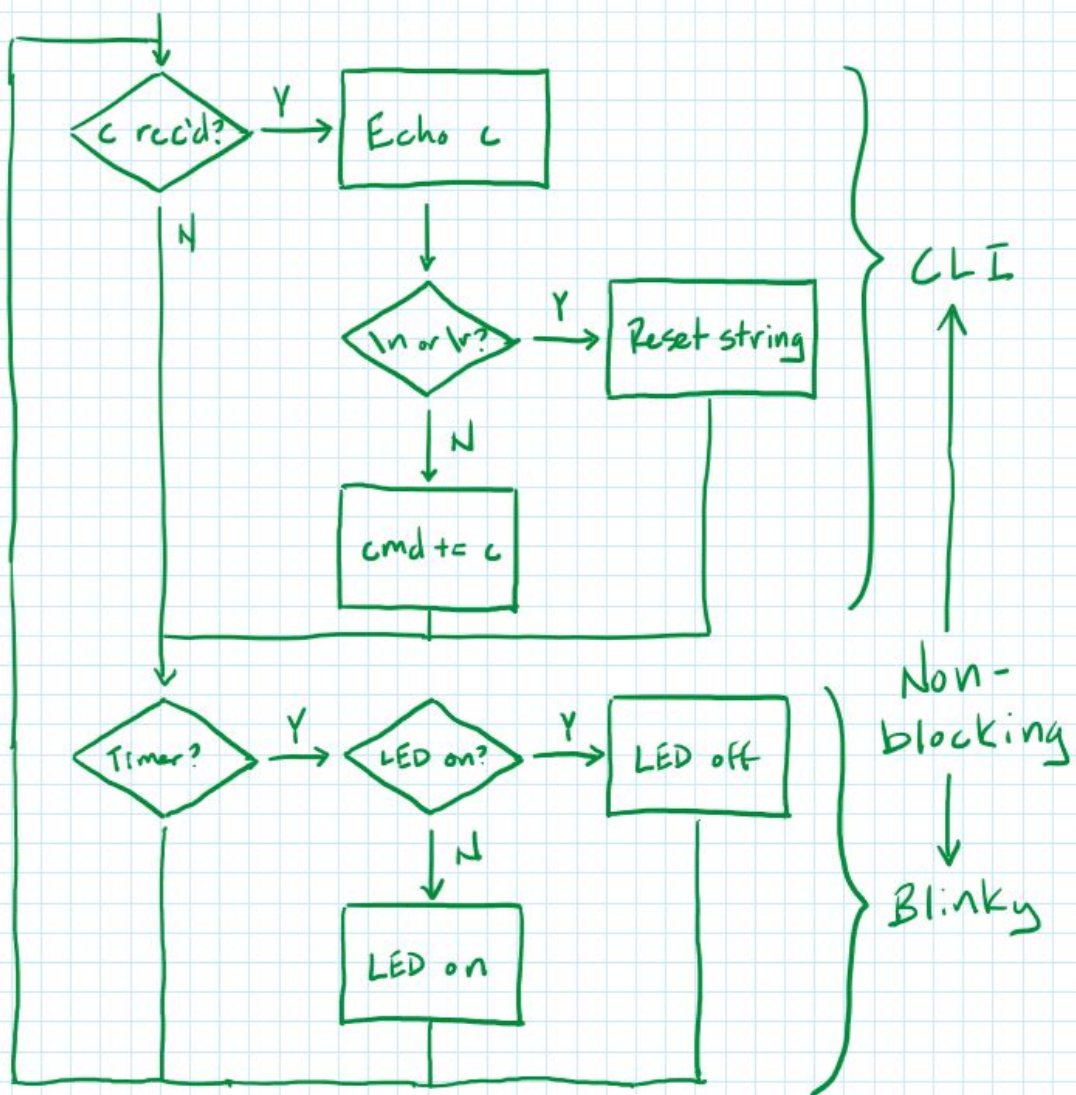 c rec'd?
Y
Echo c
N
\n or \r?
Y
Reset string
N
cmd += c
CLI
Non-
blocking
Blinky
Timer?
Y
LED on?
Y
LED off
N
LED on